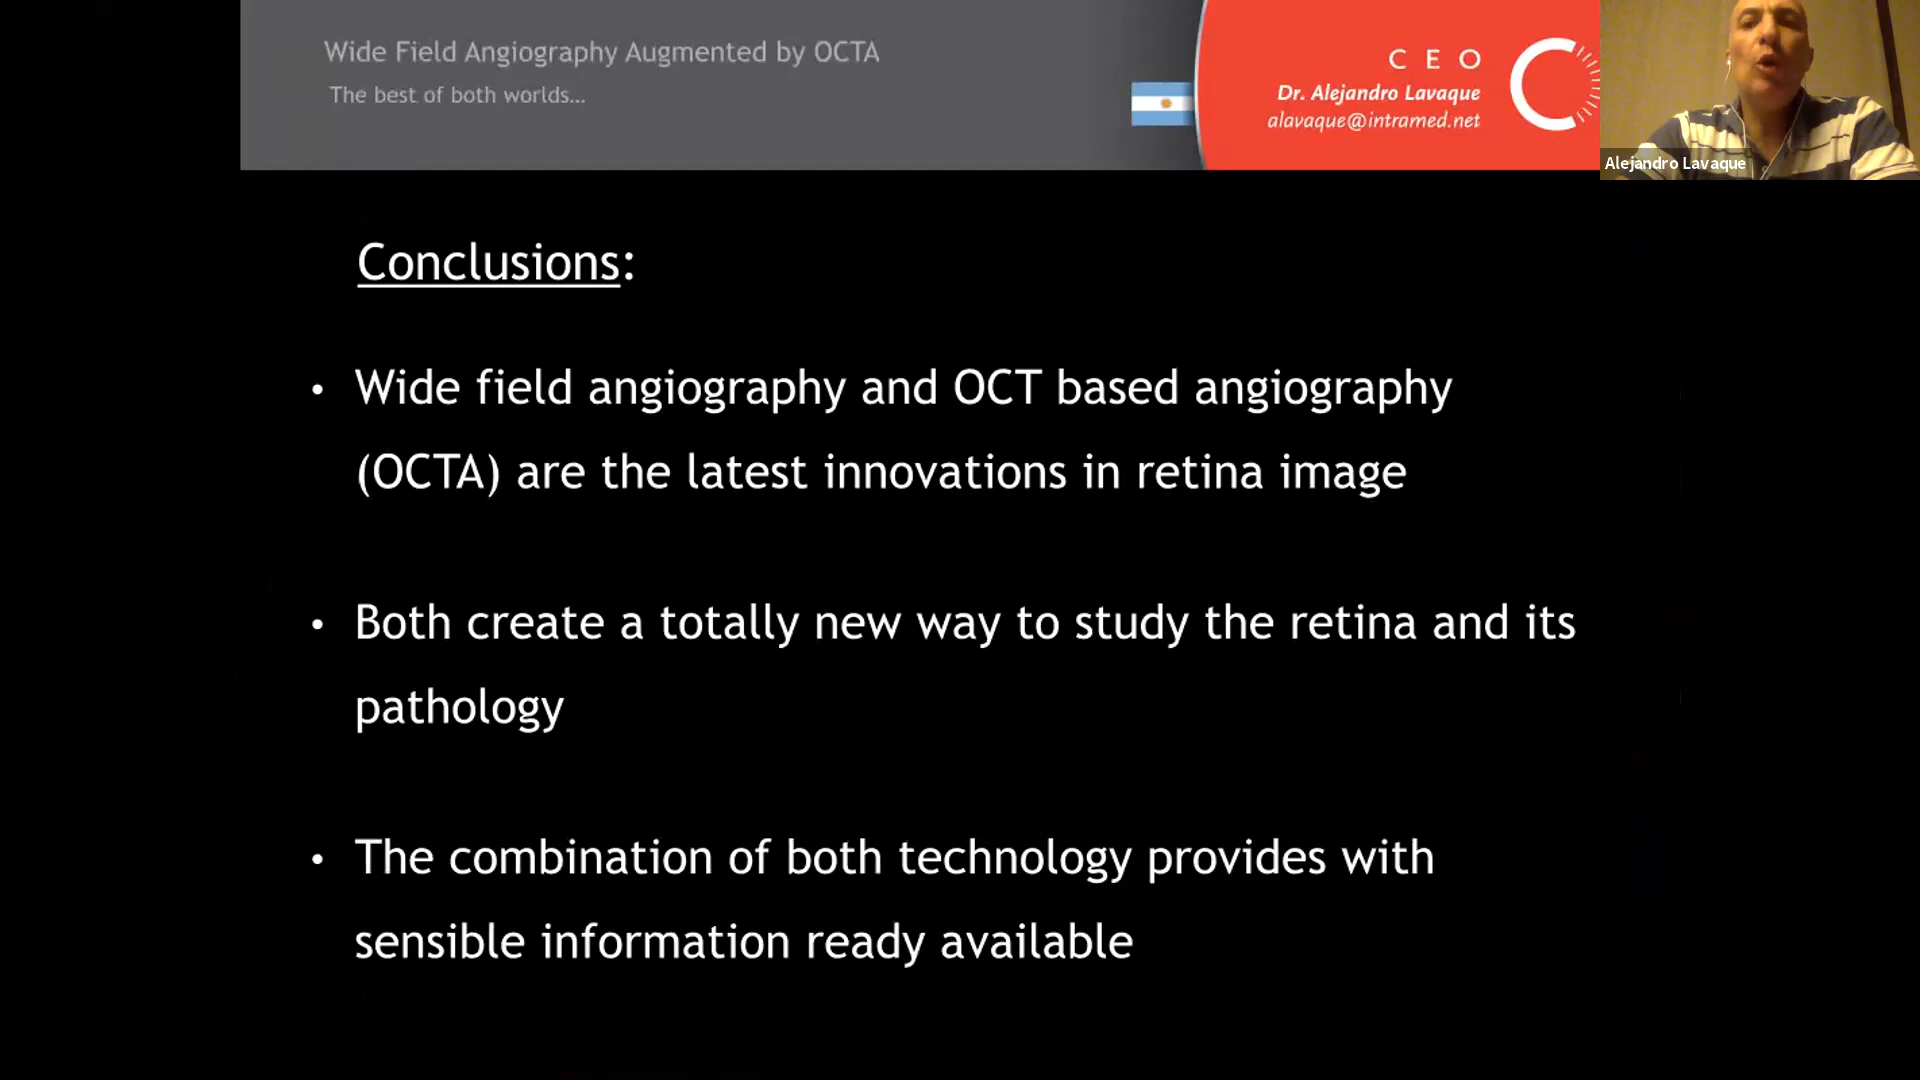 Wide Field Angiography Augmented by OCTA
The best of both worlds...
CEO
Dr. Alejandro Lavaque
alavaque@intramed.net
Alejandro Lavaque
Conclusions:
• Wide field angiography and OCT based angiography
(OCTA) are the latest innovations in retina image
• Both create a totally new way to study the retina and its
pathology
• The combination of both technology provides with
sensible information ready available